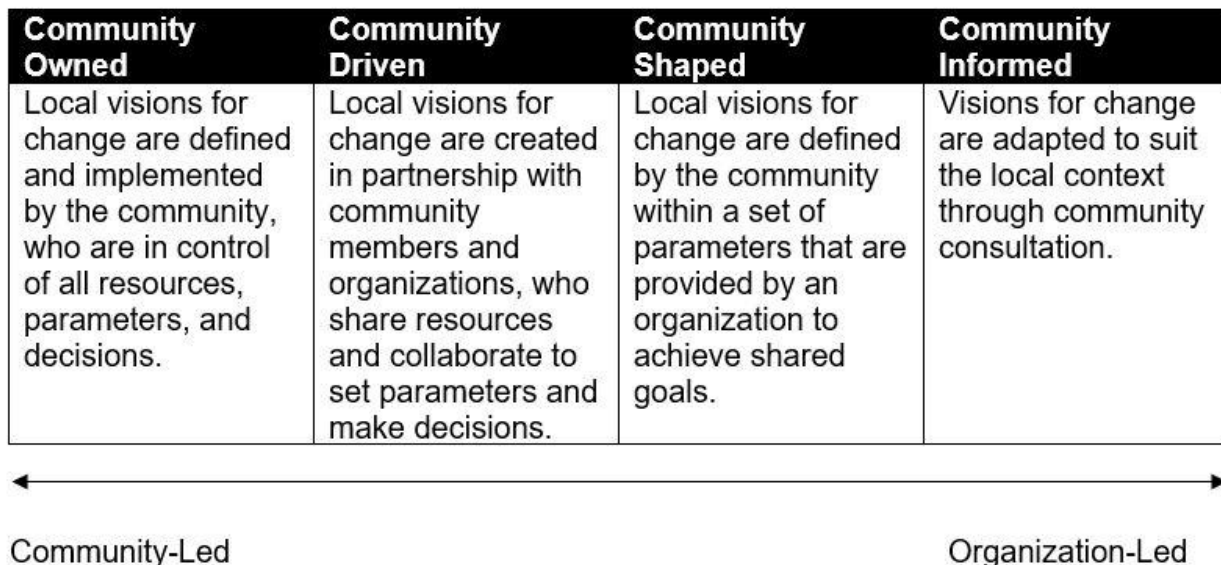 Community
Owned
Local visions for
change are defined
and implemented
by the community,
who are in control
of all resources,
parameters, and
decisions.
Community
Driven
Local visions for
change are created
in partnership with
community
members and
organizations, who
share resources
and collaborate to
set parameters and
make decisions.
Community
Shaped
Local visions for
change are defined
by the community
within a set of
parameters that are
provided by an
organization to
achieve shared
goals.
Community
Informed
Visions for change
are adapted to suit
the local context
through community
consultation.
Community-Led
Organization-Led